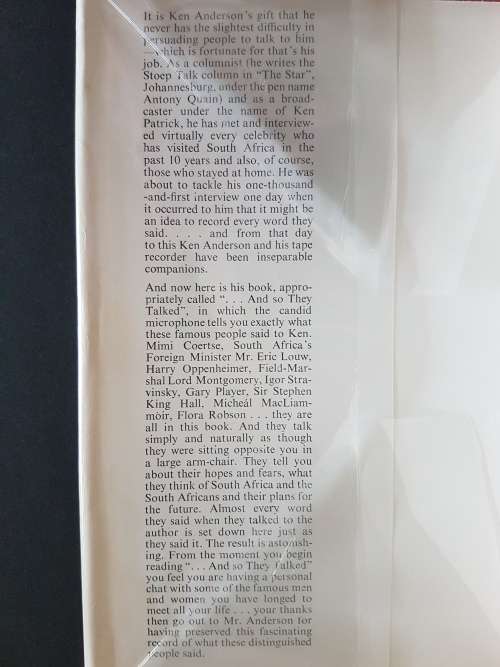 It is Ken Anderson's gift that he
never has the slightest difficulty in
persuading people to talk to him
—which is fortunate for that's his
job. As a columnist (he writes the
Stoep Talk column in "The Star",
Johannesburg, under the pen name
Antony Quain) and as a broad-
caster under the name of Ken
Patrick, he has met and interview-
ed virtually every celebrity who
has visited South Africa in the
past 10 years and also, of course,
those who stayed at home. He was
about to tackle his one-thousand
-and-first interview one day when
it occurred to him that it might be
an idea to record every word they
said. . . . and from that day
to this Ken Anderson and his tape
recorder have been inseparable
companions.
And now here is his book, appro-
priately called ". . . And so They
Talked", in which the candid
microphone tells you exactly what
these famous people said to Ken.
Mimi Coertse, South Africa's
Foreign Minister Mr. Eric Louw,
Harry Oppenheimer, Field-Mar-
shal Lord Montgomery, Igor Stra-
vinsky, Gary Player, Sir Stephen
King Hall, Micheál MacLiam-
móir, Flora Robson . . . they are
all in this book. And they talk
simply and naturally as though
they were sitting opposite you in
a large arm-chair. They tell you
about their hopes and fears, what
they think of South Africa and the
South Africans and their plans for
the future. Almost every word
they said when they talked to the
author is set down here just as
they said it. The result is astonish-
ing. From the moment you begin
reading ". . . And so They Talked"
you feel you are having a personal
chat with some of the famous men
and women you have longed to
meet all your life . . . your thanks
then go out to Mr. Anderson for
having preserved this fascinating
record of what these distinguished
people said.